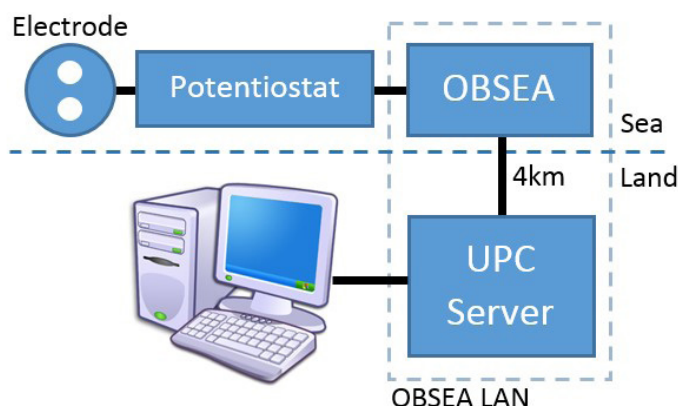 Electrode
Potentiostat
OBSEA
Sea
4km
Land
UPC
Server
OBSEA LAN